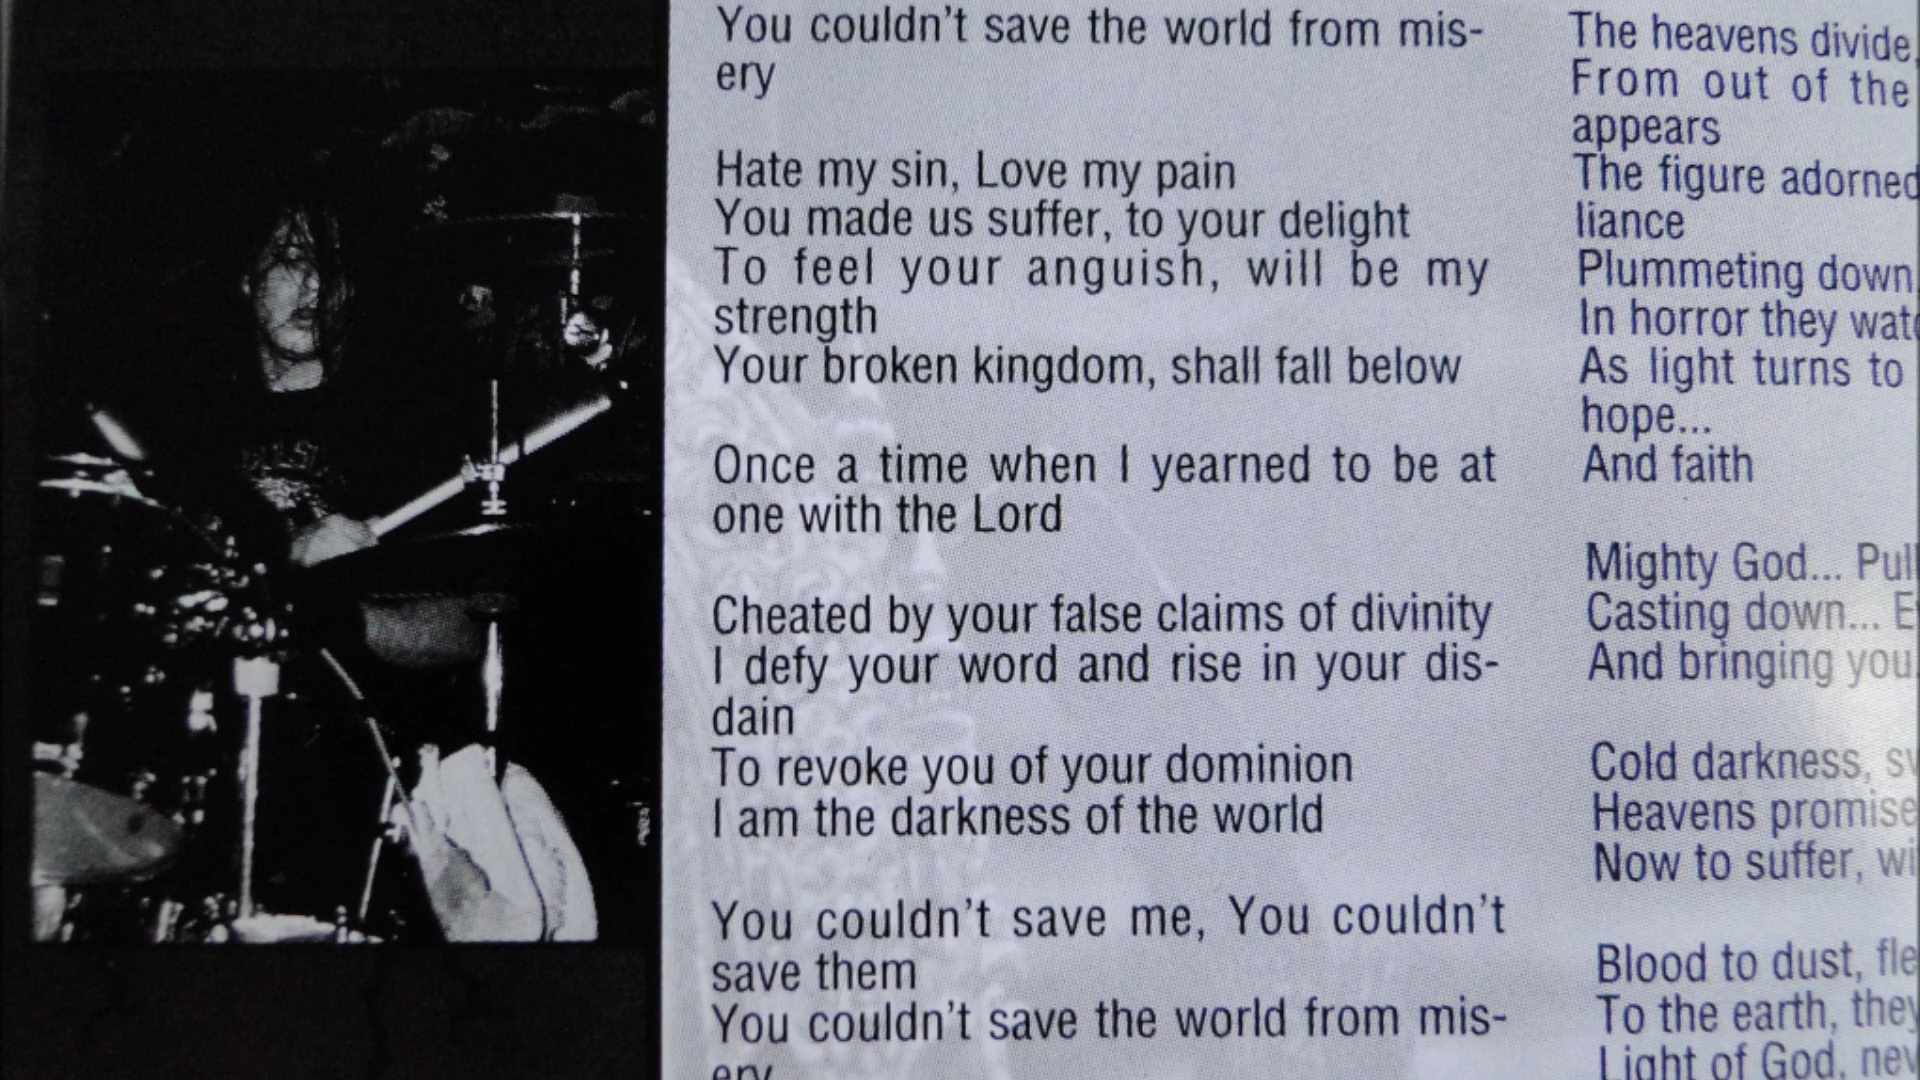 You couldn't save the world from mis-
ery
Hate my sin, Love my pain
You made us suffer, to your delight
To feel your anguish, will be my
strength
Your broken kingdom, shall fall below
Once a time when I yearned to be at
one with the Lord
Cheated by your false claims of divinity
I defy your word and rise in your dis-
dain
To revoke you of your dominion
I am the darkness of the world
You couldn't save me, You couldn't
save them
You couldn't save the world from mis-
ery
The heavens divide,
From out of the
appears
The figure adorned
liance
Plummeting down
In horror they
As light turns to
hope...
And faith
Mighty God...
Casting down...
And bringing you
Cold darkness,
Heavens promise
Now to suffer,
Blood to dust,
To the earth, they
Light of God,